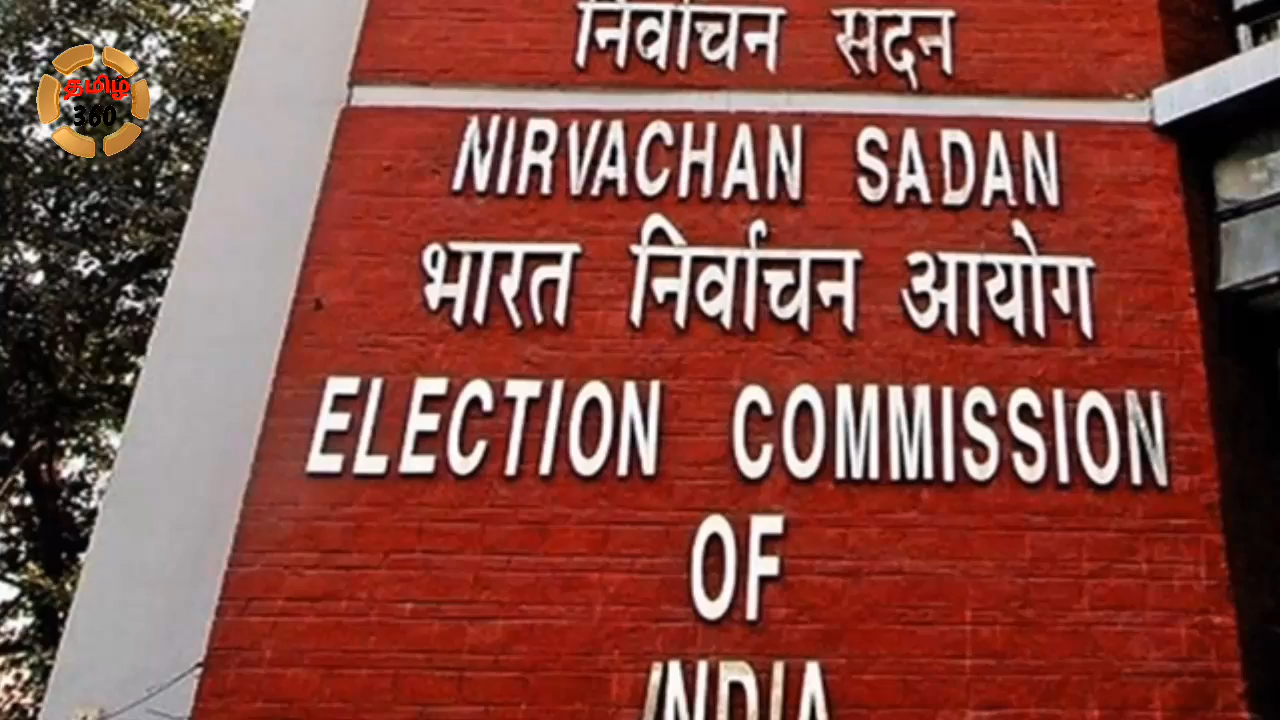 தமிழ்
360
निर्वाचन सदन
NIRVACHAN SADAN
भारत निर्वाचन आयोग
ELECTION COMMISSION
OF
INDIA